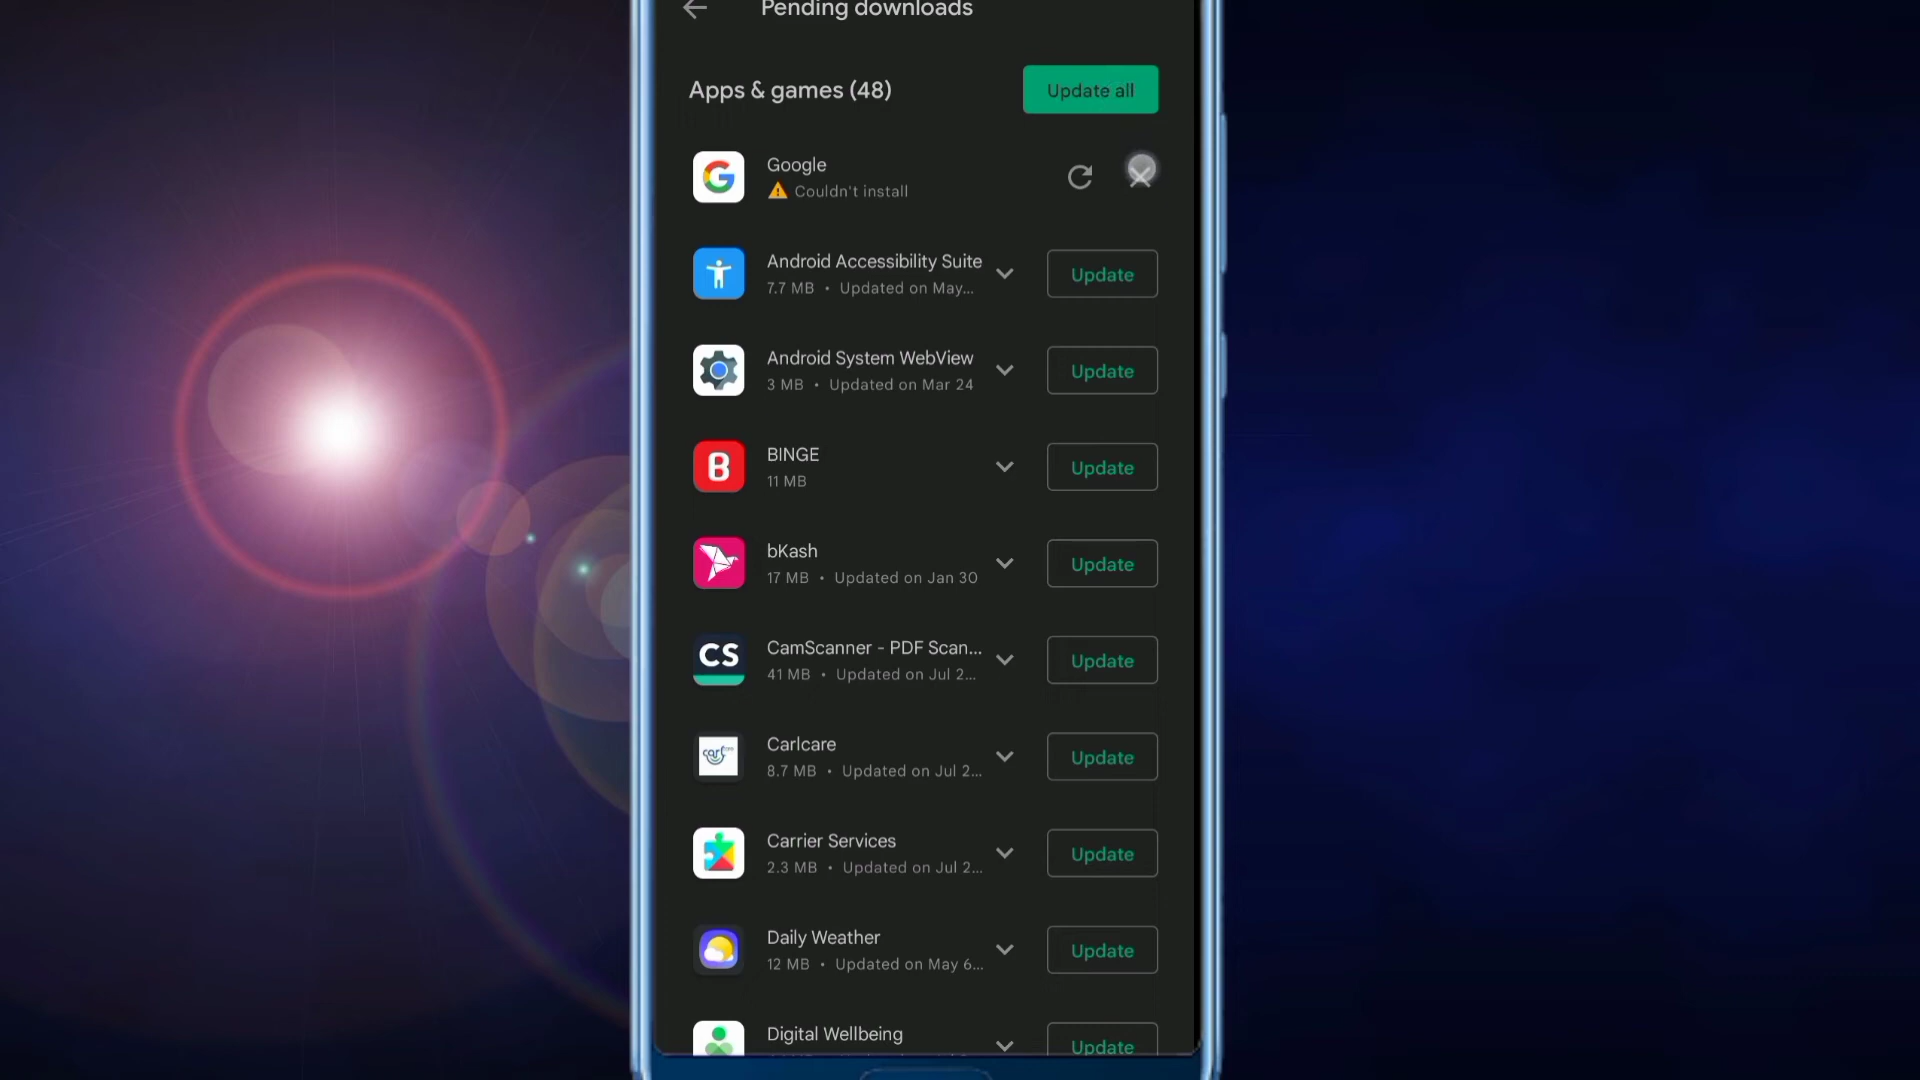 Pending downloads
Apps & games (48)
Update all
Google
Couldn't install
Android Accessibility Suite
7.7 MB • Updated on May...
Update
Android System WebView
3 MB • Updated on Mar 24
Update
B
BINGE
11 MB
Update
bKash
17 MB • Updated on Jan 30
Update
CS
CamScanner - PDF Scan...
41 MB • Updated on Jul 2...
Update
Carlcare
8.7 MB • Updated on Jul 2...
Update
Carrier Services
2.3 MB • Updated on Jul 2...
Update
Daily Weather
12 MB • Updated on May 6...
Update
Digital Wellbeing
Update